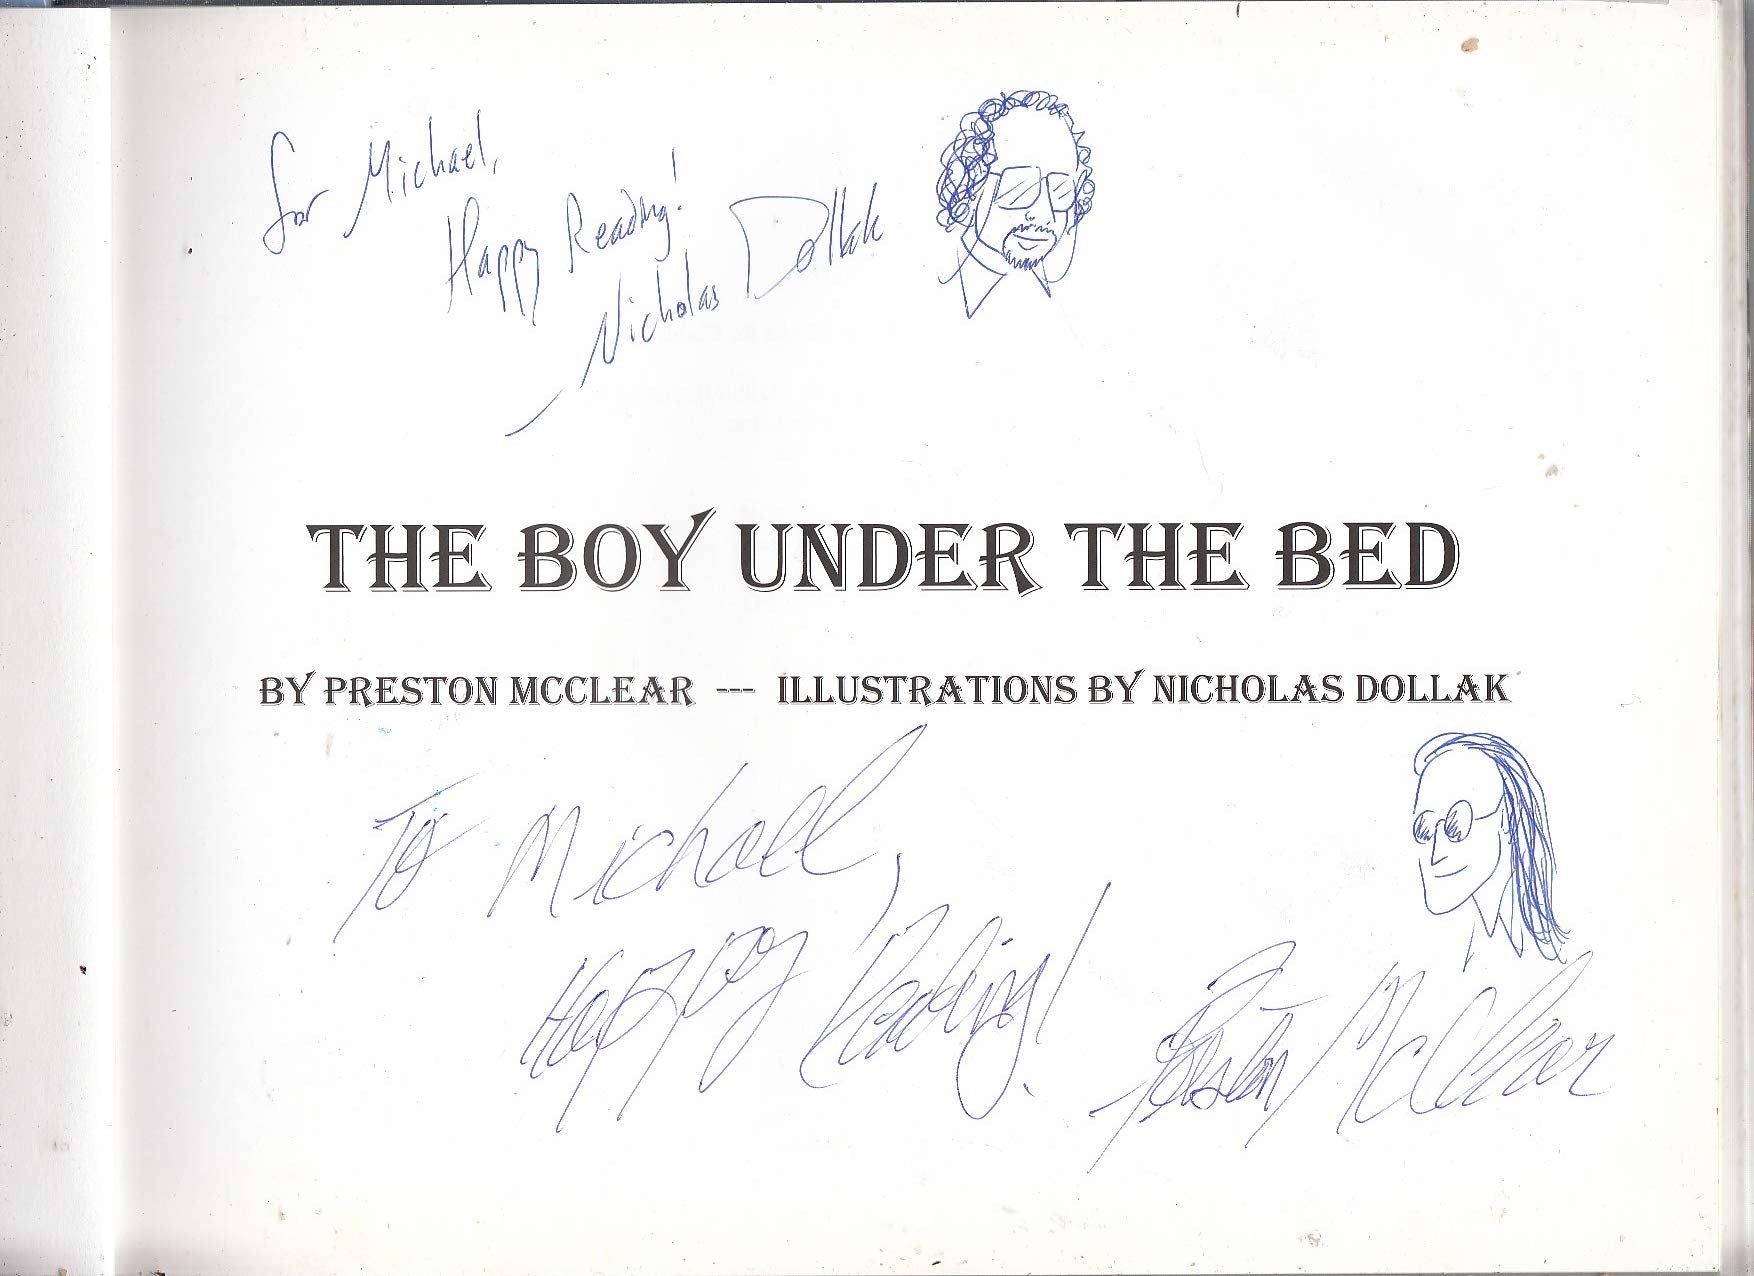 for Michael,
Happy Reading!
Nicholas Dollak
THE BOY UNDER THE BED
BY PRESTON MCCLEAR --- ILLUSTRATIONS BY NICHOLAS DOLLAK
To Michael,
Happy Reading!
Preston McClear